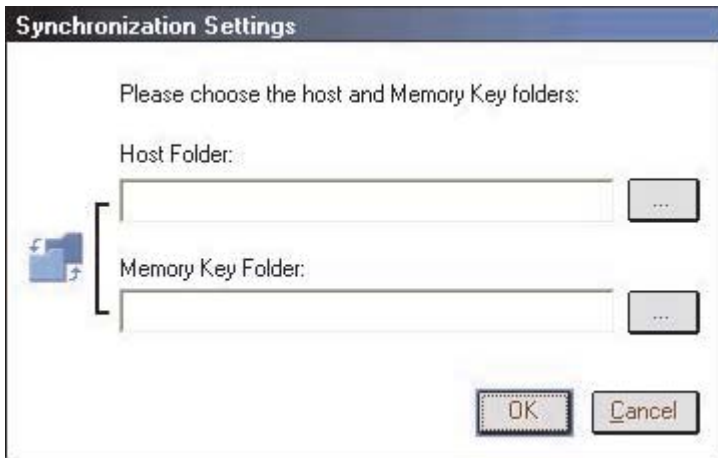 Synchronization Settings
Please choose the host and Memory Key folders:
Host Folder:
...
Memory Key Folder:
...
OK Cancel